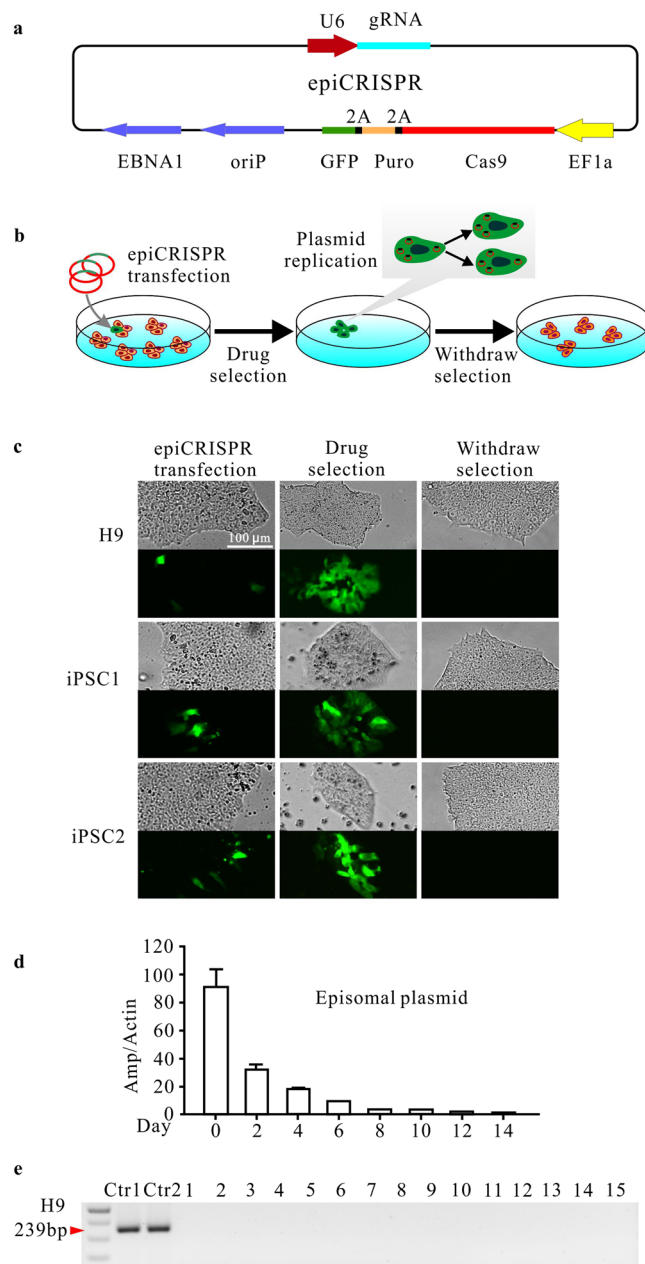 a
U6 gRNA
epiCRISPR
2A 2A
EBNA1 oriP GFP Puro Cas9 EF1a
b
epiCRISPR
transfection
Plasmid
replication
Drug
selection
Withdraw
selection
c
epiCRISPR
transfection
Drug
selection
Withdraw
selection
H9
100 μm
iPSC1
iPSC2
d
120
100
80
60
40
20
0
Amp/Actin
Episomal plasmid
Day
0 2 4 6 8 10 12 14
e
Ctr1 Ctr2 1 2 3 4 5 6 7 8 9 10 11 12 13 14 15
H9
239bp